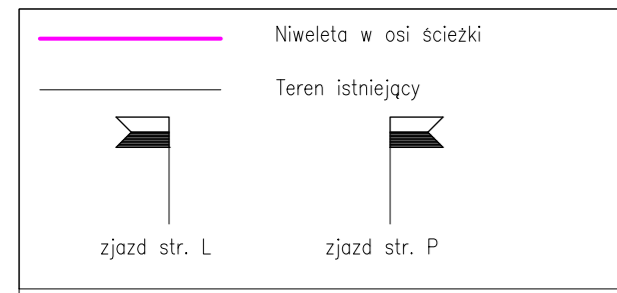 Niweleta w osi ścieżki
Teren istniejący
zjazd str. L
zjazd str. P